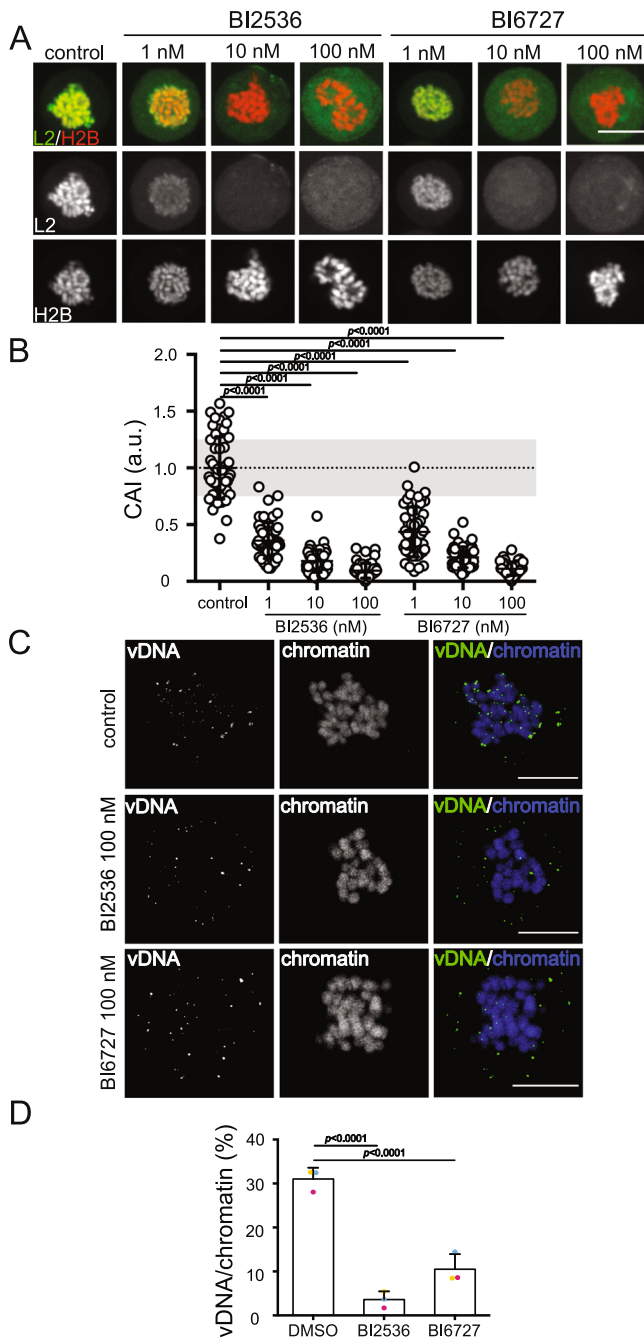 A
BI2536
BI6727
control
1 nM
10 nM
100 nM
1 nM
10 nM
100 nM
L2/H2B
L2
H2B
B
p<0.0001
p<0.0001
p<0.0001
p<0.0001
p<0.0001
p<0.0001
CAI (a.u.)
2.0
1.5
1.0
0.5
0
control
1
10
100
1
10
100
BI2536 (nM)
BI6727 (nM)
C
vDNA
chromatin
vDNA/chromatin
control
vDNA
chromatin
vDNA/chromatin
BI2536 100 nM
vDNA
chromatin
vDNA/chromatin
BI6727 100 nM
D
vDNA/chromatin (%)
40
30
20
10
0
p<0.0001
p<0.0001
DMSO
BI2536
BI6727